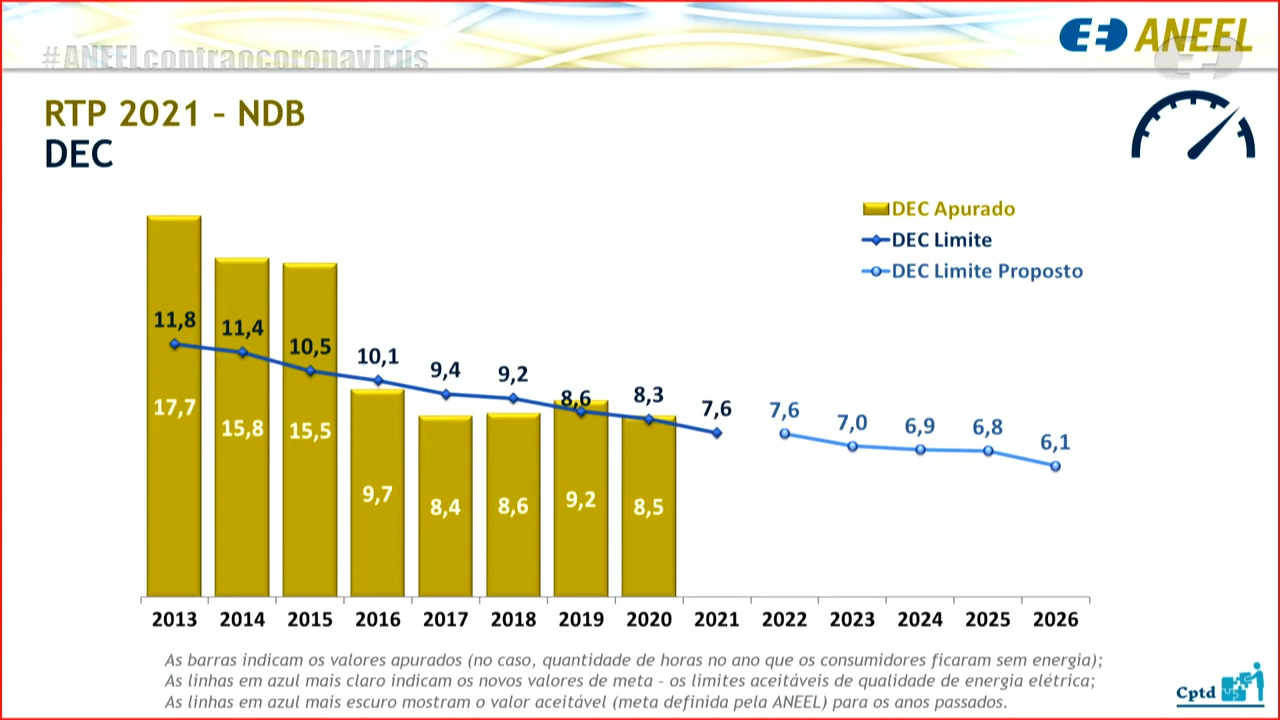 #ANEELcontraocoronavirus
ANEEL
RTP 2021 – NDB
DEC
DEC Apurado
DEC Limite
DEC Limite Proposto
11,8
11,4
10,5
10,1
9,4
9,2
8,6
8,3
7,6
7,6
7,0
6,9
6,8
6,1
17,7
15,8
15,5
9,7
8,4
8,6
9,2
8,5
2013 2014 2015 2016 2017 2018 2019 2020 2021 2022 2023 2024 2025 2026
As barras indicam os valores apurados (no caso, quantidade de horas no ano que os consumidores ficaram sem energia);
As linhas em azul mais claro indicam os novos valores de meta – os limites aceitáveis de qualidade de energia elétrica;
As linhas em azul mais escuro mostram o valor aceitável (meta definida pela ANEEL) para os anos passados.
Cptd